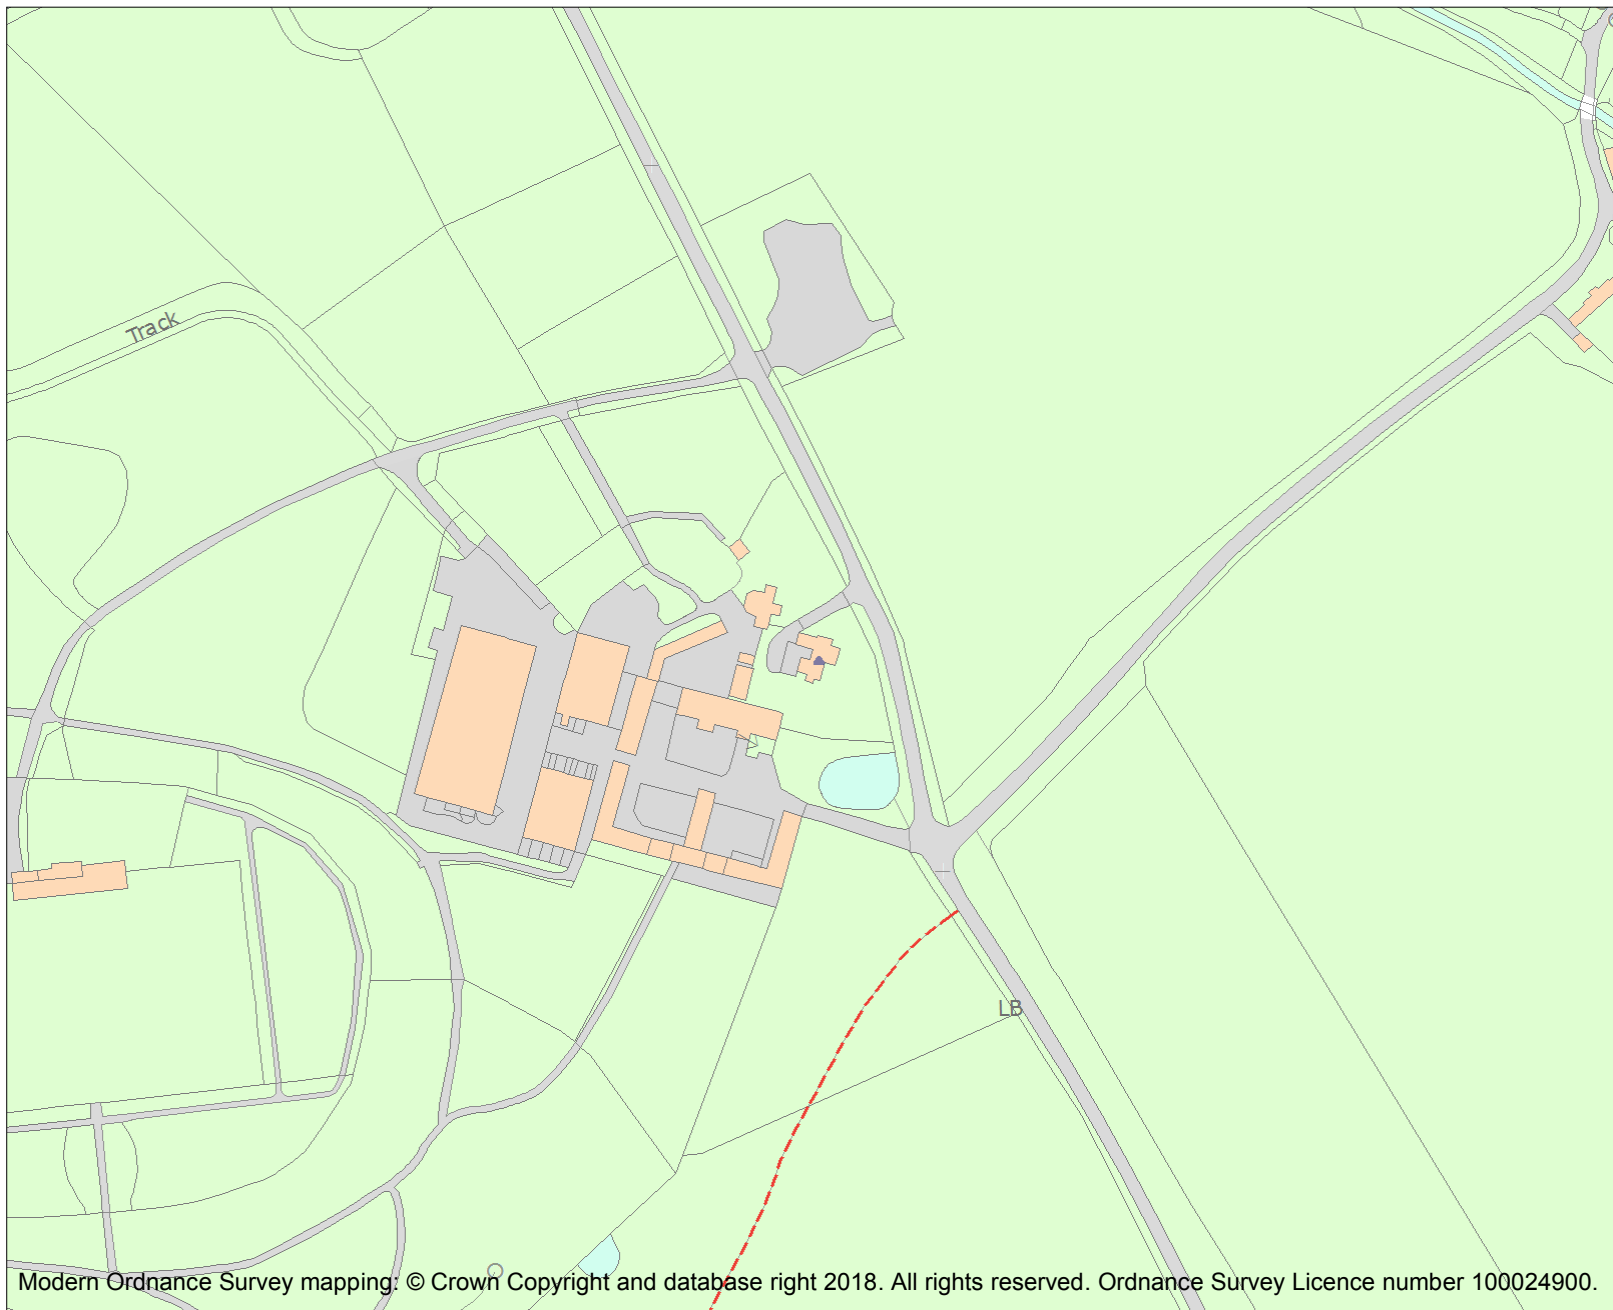 Track
LB
Modern Ordnance Survey mapping: © Crown Copyright and database right 2018. All rights reserved. Ordnance Survey Licence number 100024900.